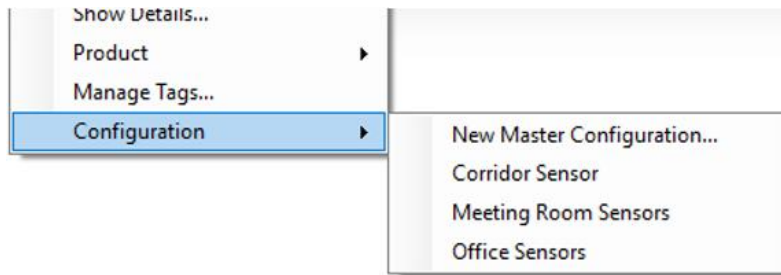 Show Details...
Product
Manage Tags...
Configuration
New Master Configuration...
Corridor Sensor
Meeting Room Sensors
Office Sensors